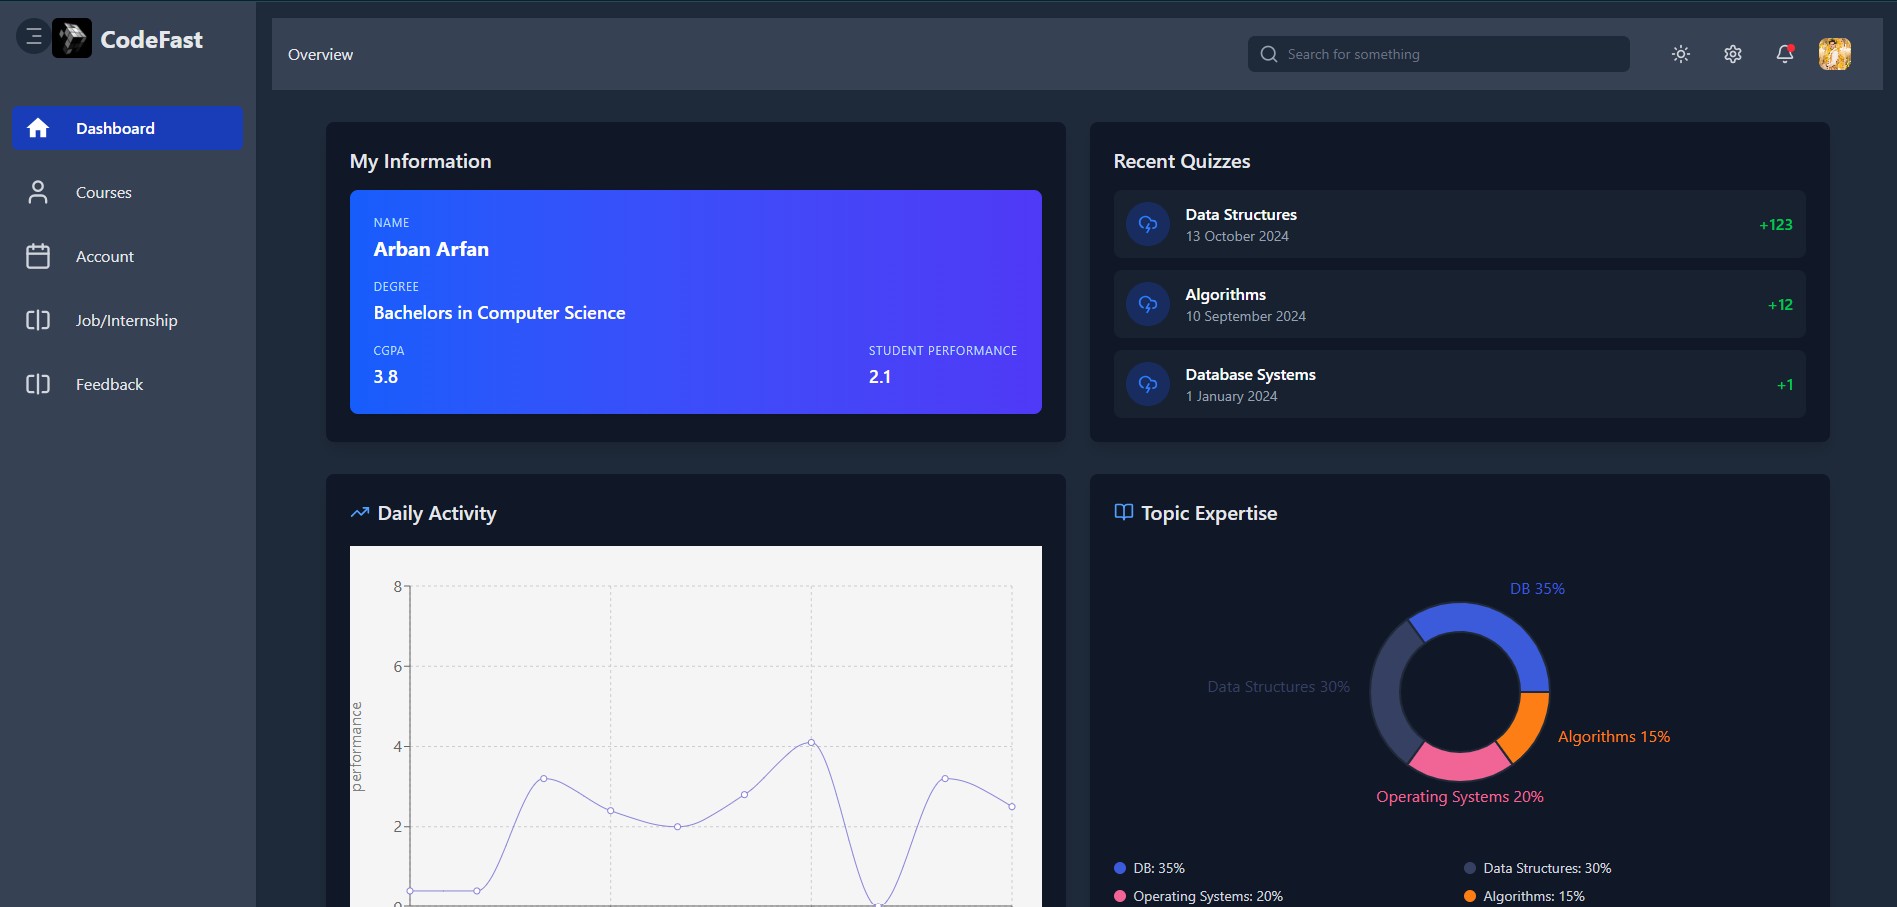 CodeFast
Dashboard
Courses
Account
Job/Internship
Feedback
Overview
Search for something
My Information
NAME
Arban Arfan
DEGREE
Bachelors in Computer Science
CGPA
3.8
STUDENT PERFORMANCE
2.1
Recent Quizzes
Data Structures
13 October 2024
+123
Algorithms
10 September 2024
+12
Database Systems
1 January 2024
+1
Daily Activity
8
6
4
2
0
performance
Topic Expertise
DB 35%
Data Structures 30%
Algorithms 15%
Operating Systems 20%
DB: 35%
Data Structures: 30%
Operating Systems: 20%
Algorithms: 15%